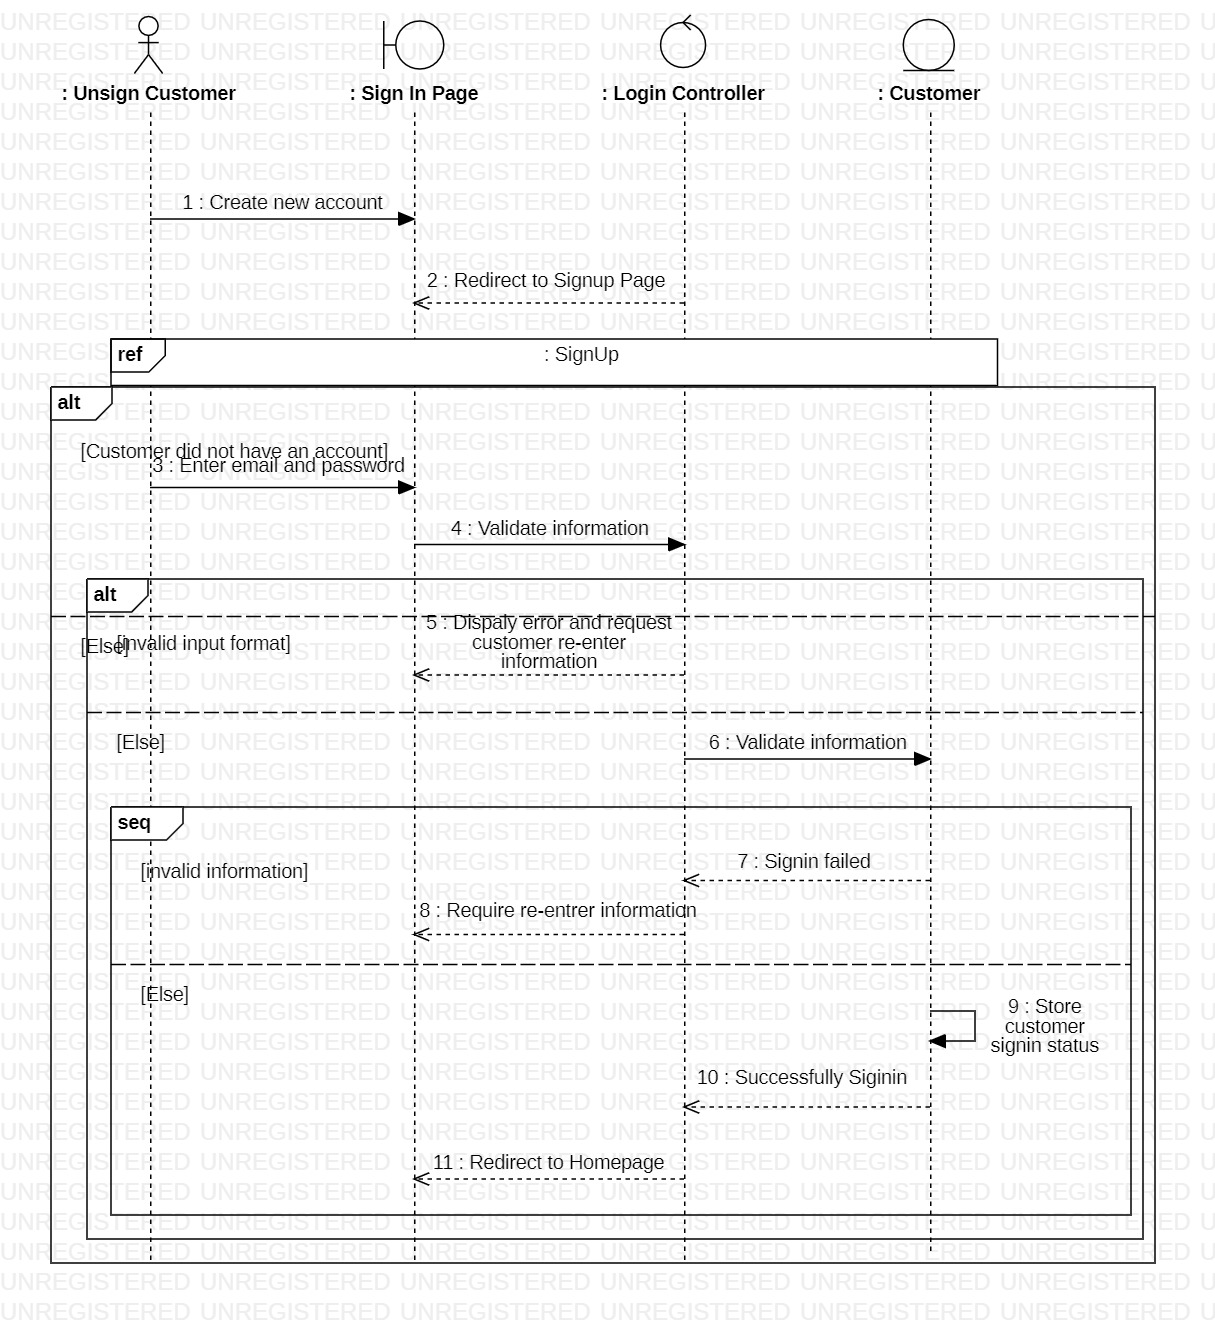 : Unsign Customer
: Sign In Page
: Login Controller
: Customer
1 : Create new account
2 : Redirect to Signup Page
ref
: SignUp
alt
[Customer did not have an account]
3 : Enter email and password
4 : Validate information
alt
5 : Dispaly error and request
customer re-enter
information
[Else]
[Invalid input format]
[Else]
6 : Validate information
seq
[invalid information]
7 : Signin failed
8 : Require re-entrer information
[Else]
9 : Store
customer
signin status
10 : Successfully Siginin
11 : Redirect to Homepage
UNREGISTERED